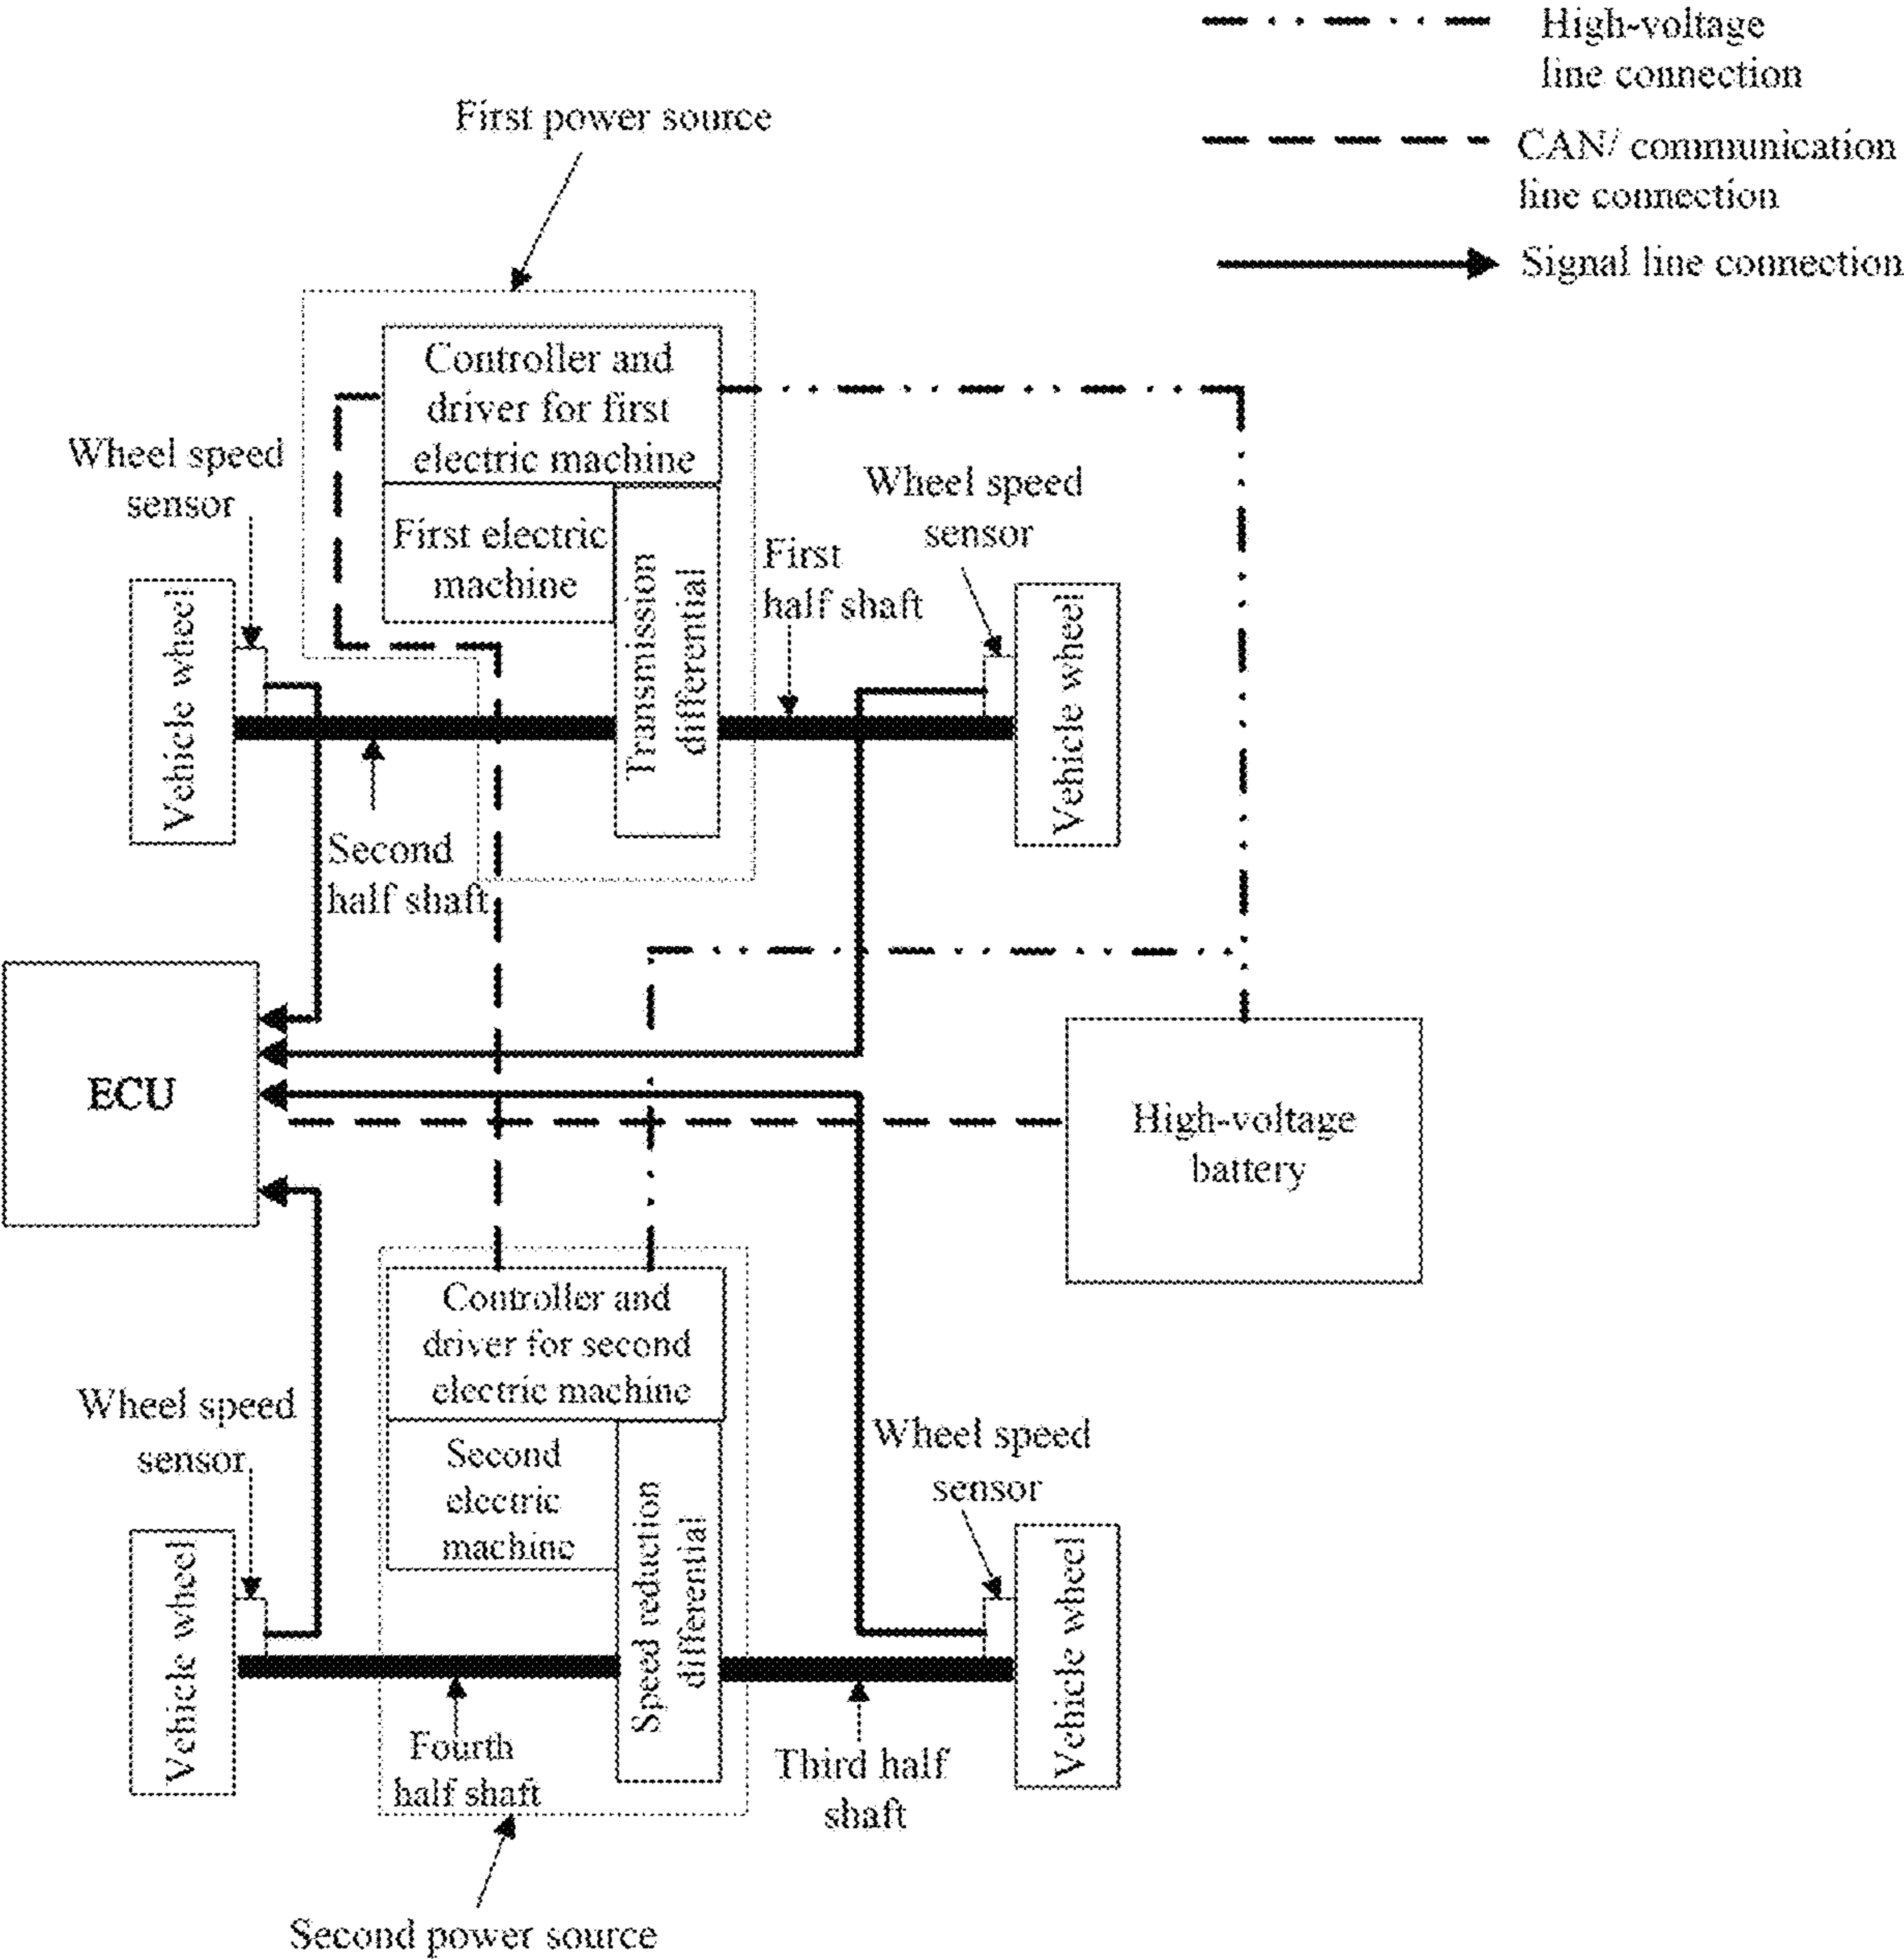 High-voltage
line connection
CAN/ communication
line connection
Signal line connection
First power source
Controller and
driver for first
electric machine
Wheel speed
sensor
Wheel speed
sensor
First electric
machine
First
half shaft
Transmission
differential
Vehicle wheel
Vehicle wheel
Second
half shaft
ECU
High-voltage
battery
Controller and
driver for second
electric machine
Wheel speed
sensor
Wheel speed
sensor
Second
electric
machine
Speed reduction
differential
Vehicle wheel
Vehicle wheel
Fourth
half shaft
Third half
shaft
Second power source